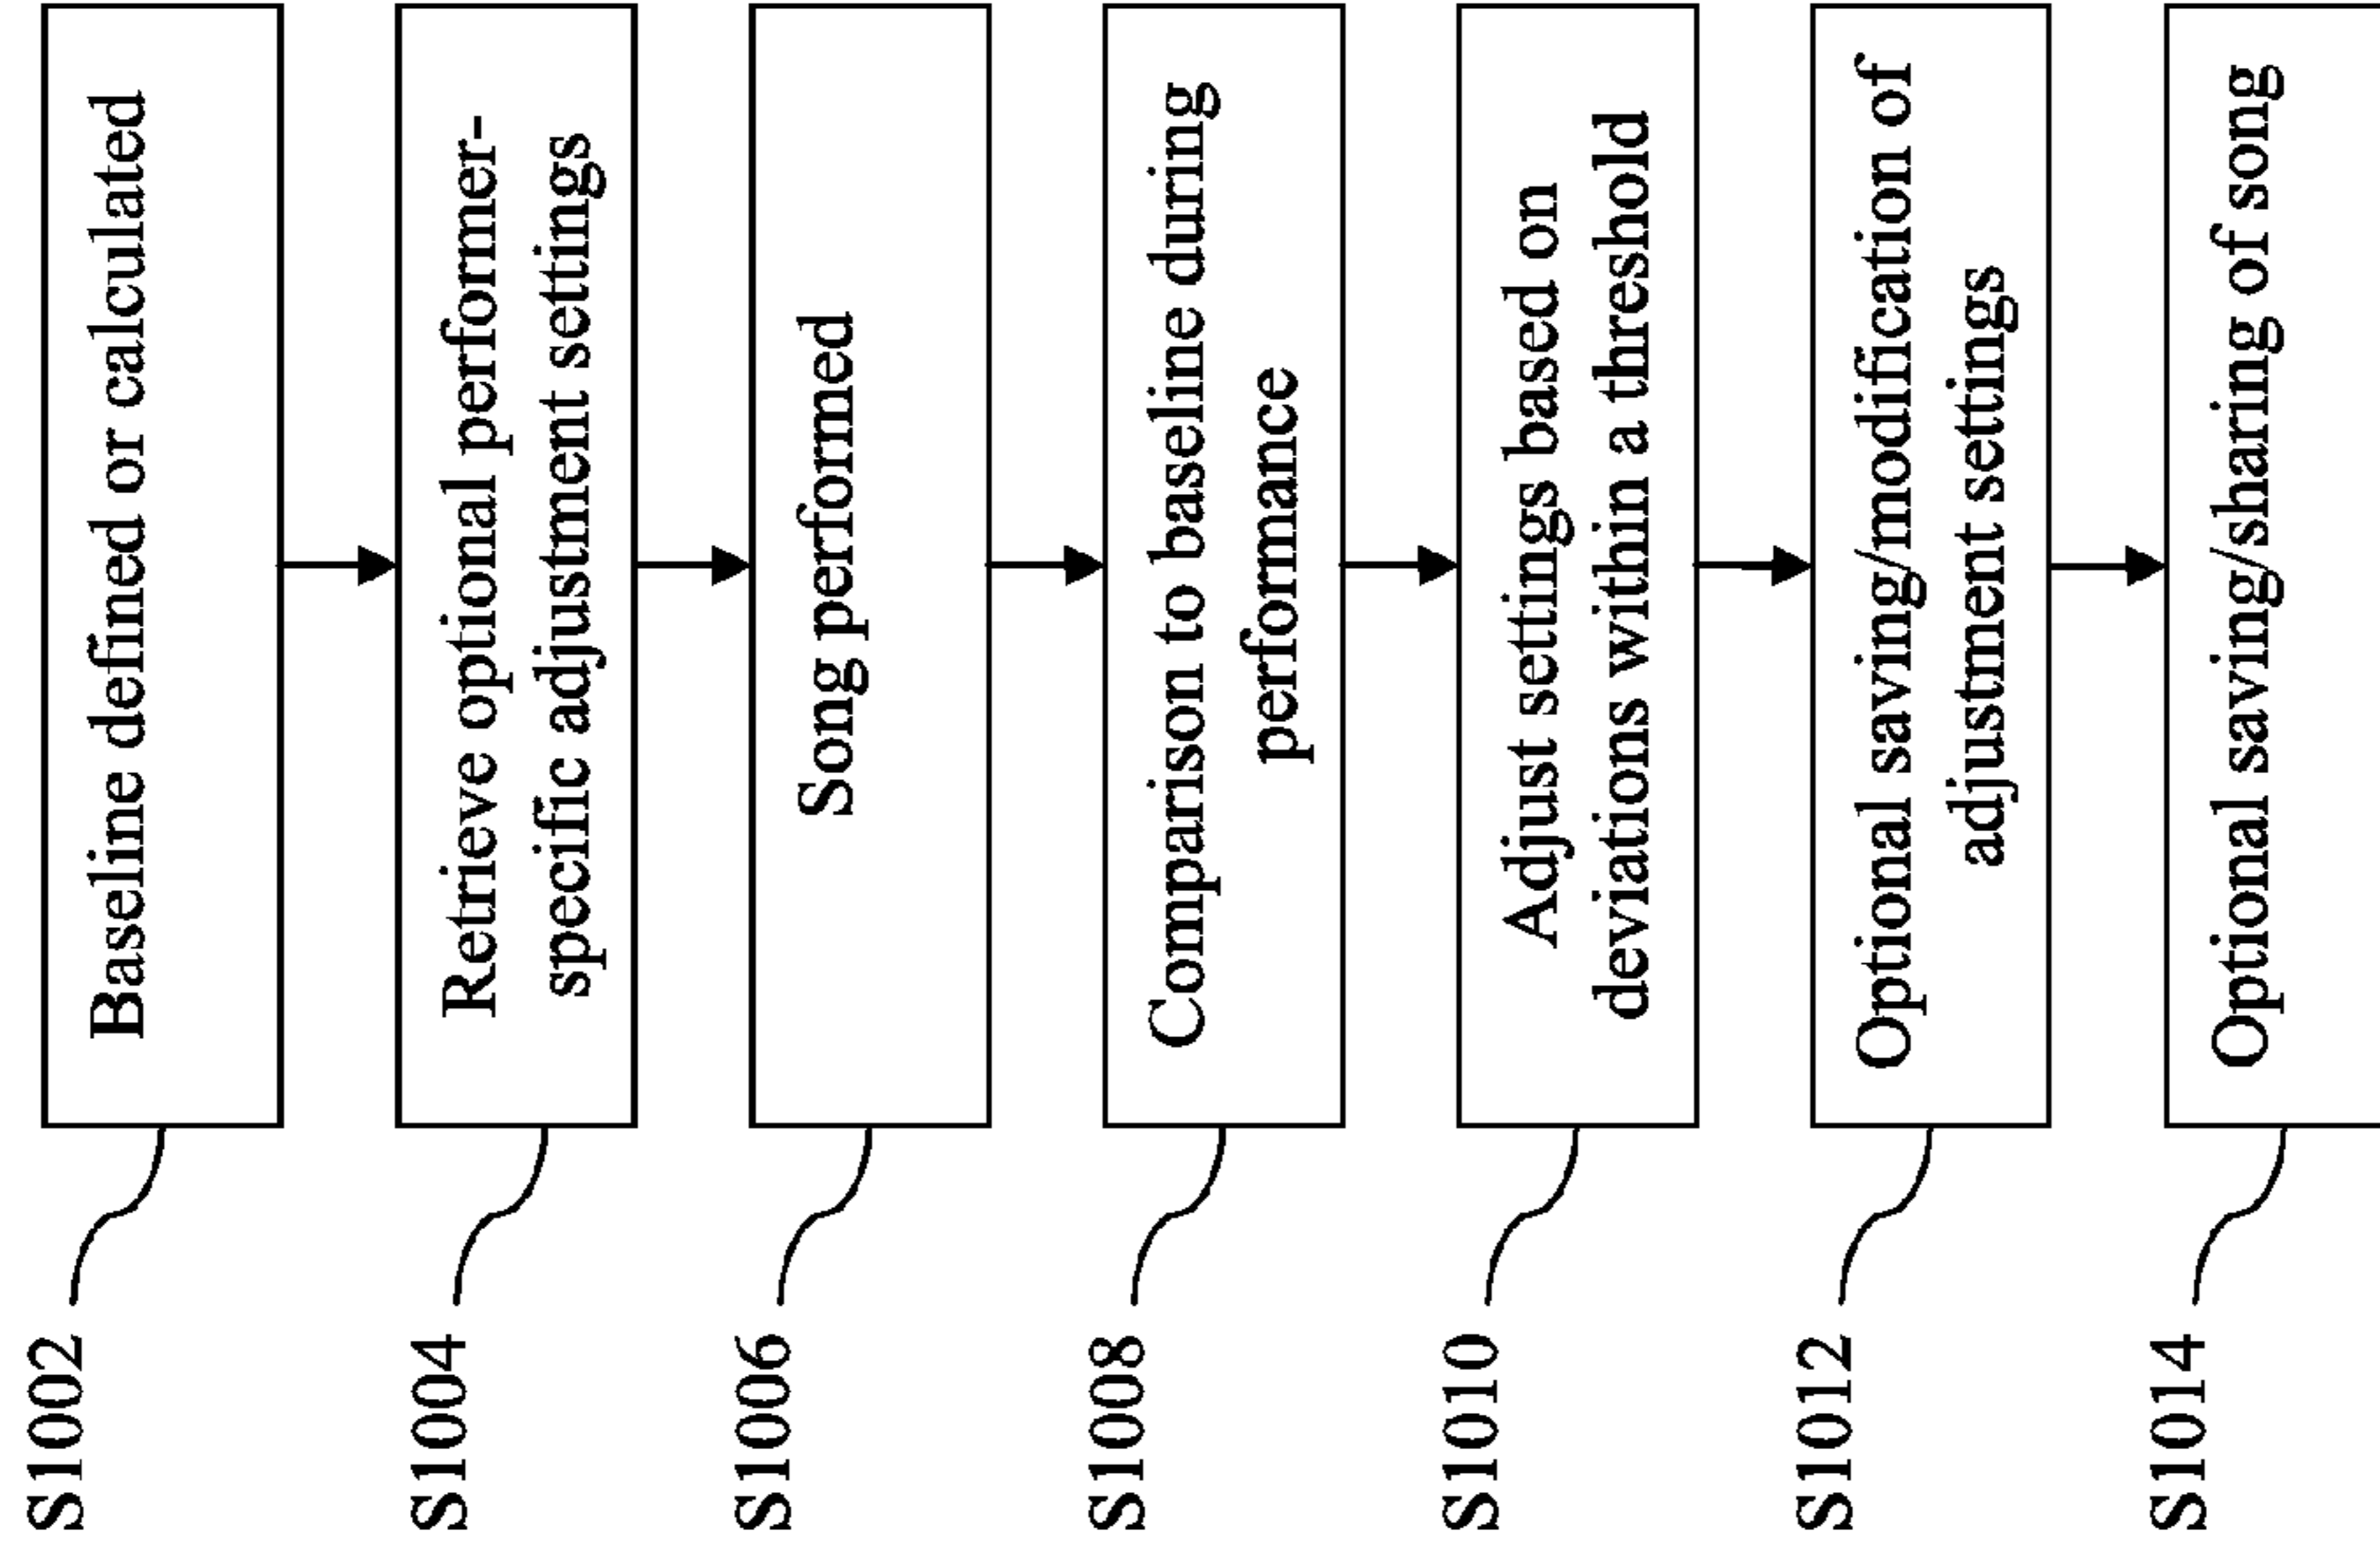 S1002
Baseline defined or calculated
S1004
Retrieve optional performer-
specific adjustment settings
S1006
Song performed
S1008
Comparison to baseline during
performance
S1010
Adjust settings based on
deviations within a threshold
S1012
Optional saving/modification of
adjustment settings
S1014
Optional saving/sharing of song